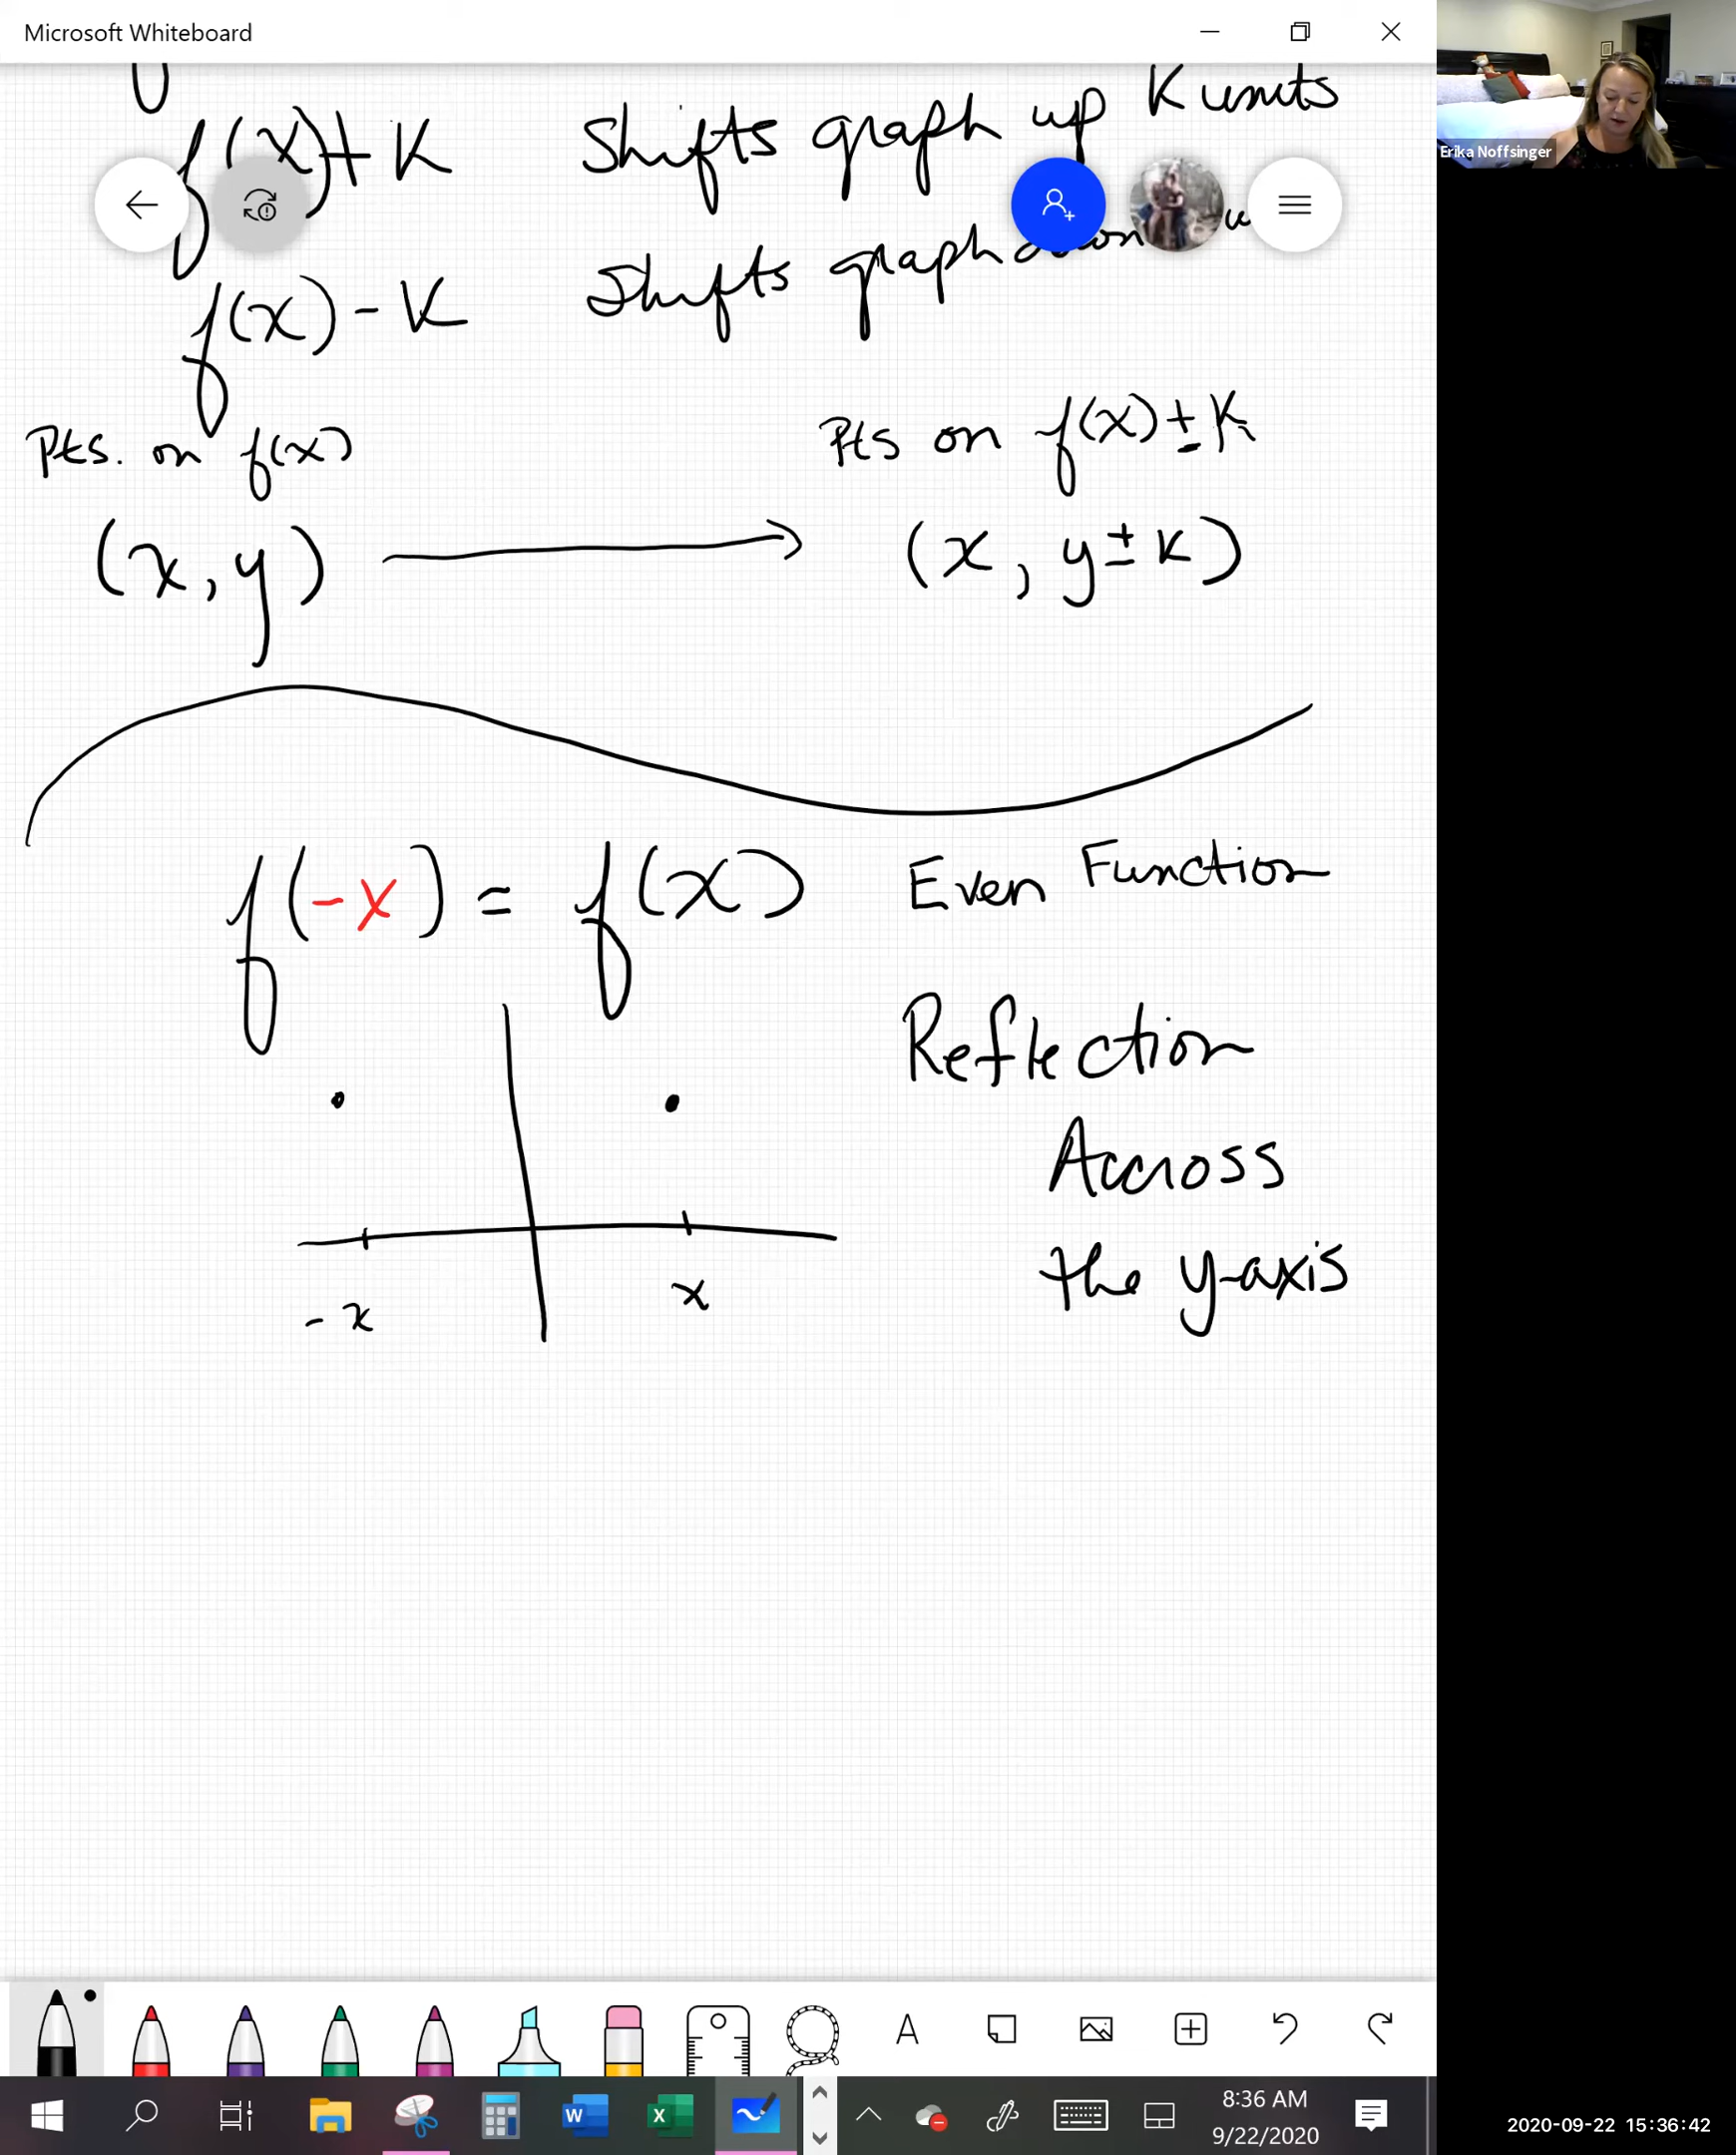 Microsoft Whiteboard
f(x)+K Shifts graph up K units
f(x)-K Shifts graph
Pts. on f(x) Pts on f(x)±K
(x,y) (x, y±K)
f(-x) = f(x) Even Function
Reflection
Accross
the y-axis
-x x
Erika Noffsinger
A
W
X
8:36 AM
9/22/2020
2020-09-22 15:36:42